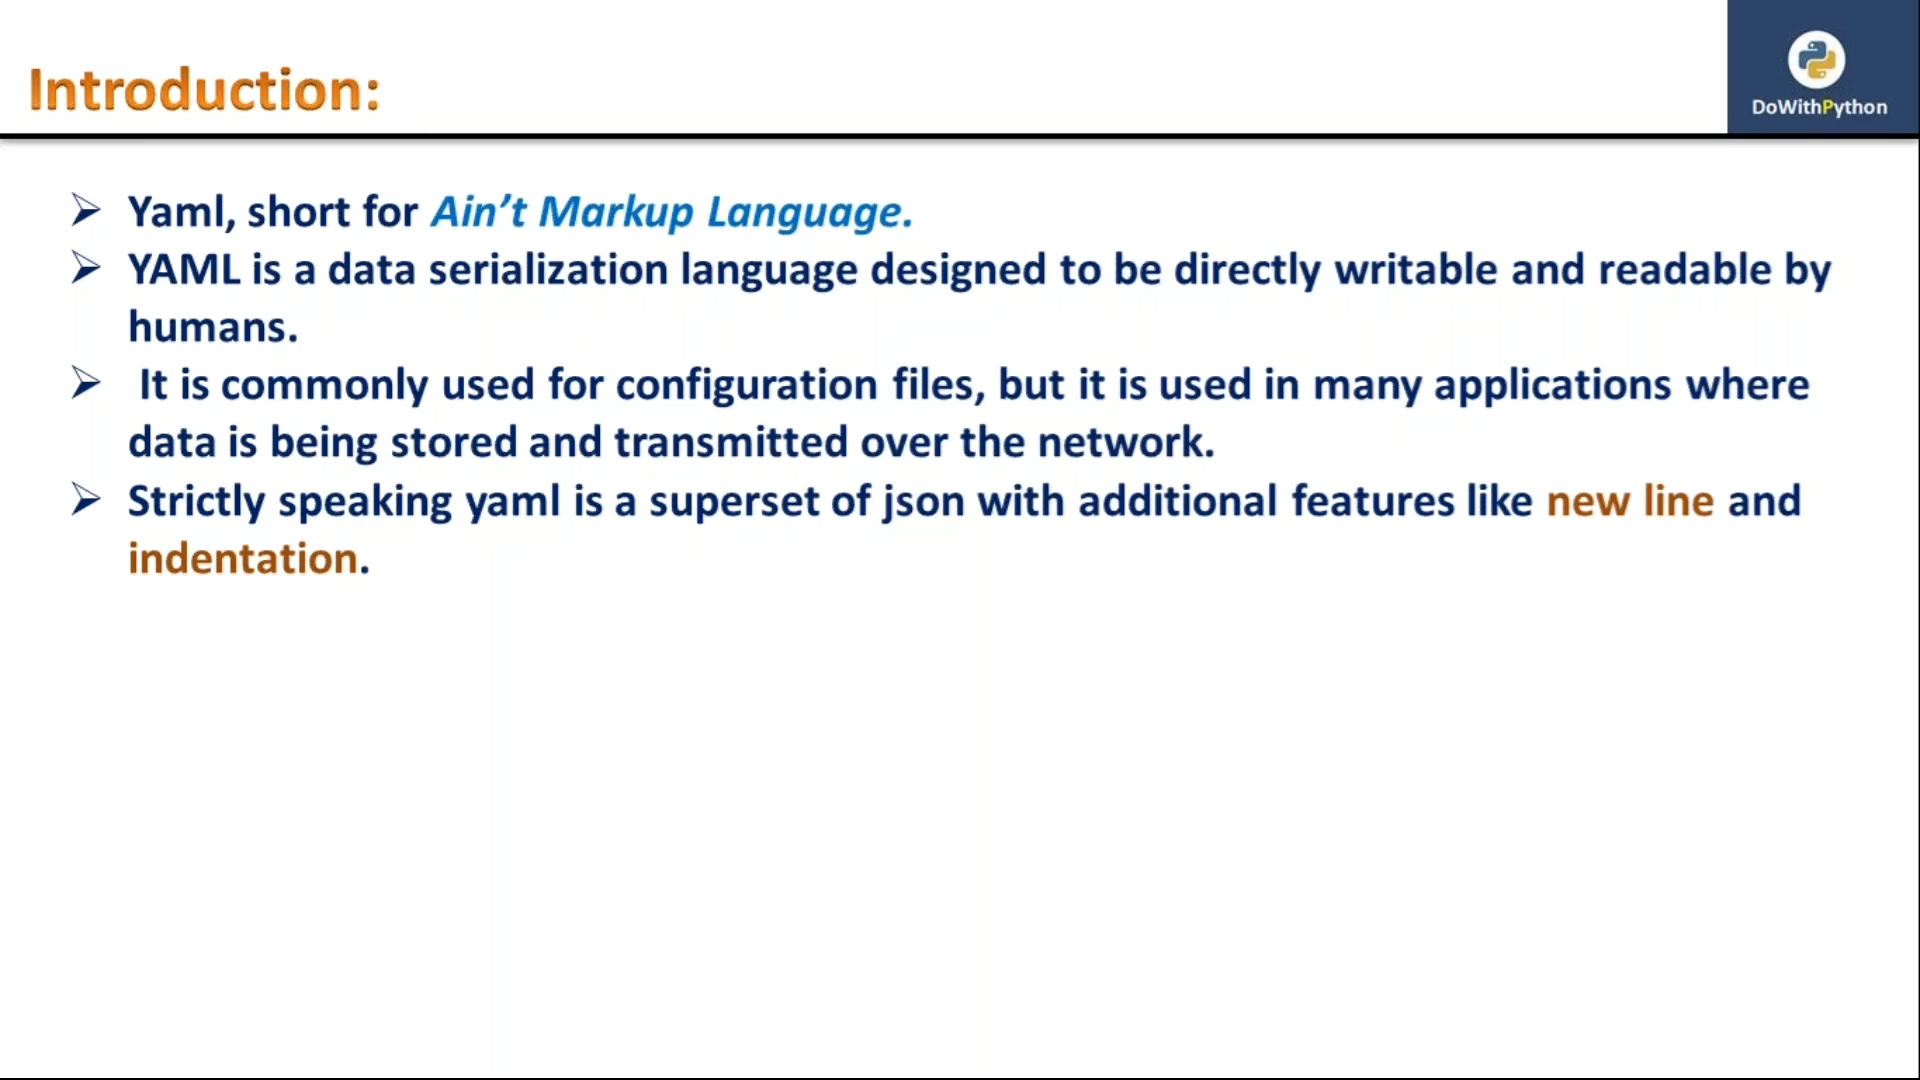 Introduction:
DoWithPython
Yaml, short for Ain’t Markup Language.
YAML is a data serialization language designed to be directly writable and readable by
humans.
It is commonly used for configuration files, but it is used in many applications where
data is being stored and transmitted over the network.
Strictly speaking yaml is a superset of json with additional features like new line and
indentation.